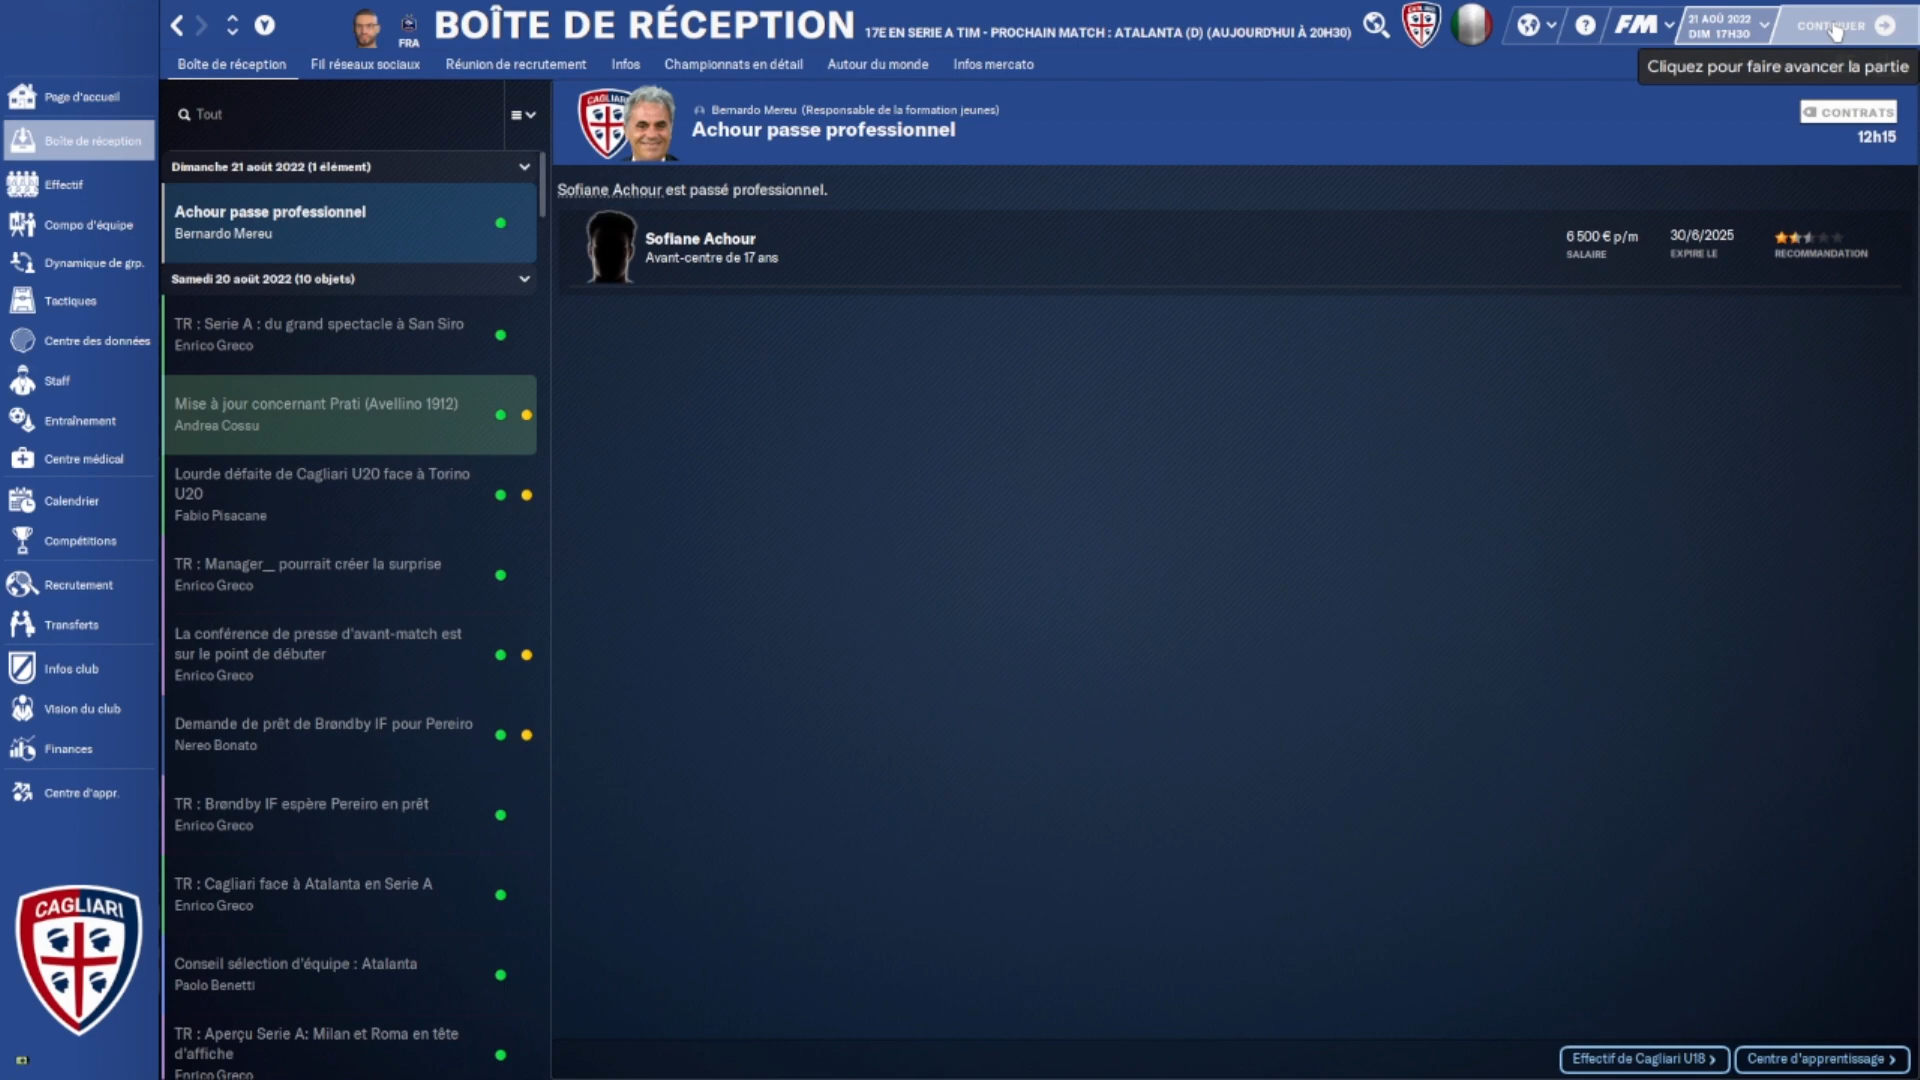 FRA
BOÎTE DE RÉCEPTION
17E EN SERIE A TIM - PROCHAIN MATCH : ATALANTA (D) (AUJOURD'HUI À 20H30)
CAGLIARI
FM
21 AOÛ 2022
DIM 17H30
CONTINUER
Cliquez pour faire avancer la partie
Boîte de réception
Fil réseaux sociaux
Réunion de recrutement
Infos
Championnats en détail
Autour du monde
Infos mercato
Page d'accueil
Boîte de réception
Effectif
Compo d'équipe
Dynamique de grp.
Tactiques
Centre des données
Staff
Entraînement
Centre médical
Calendrier
Compétitions
Recrutement
Transferts
Infos club
Vision du club
Finances
Centre d'appr.
CAGLIARI
Tout
Dimanche 21 août 2022 (1 élément)
Achour passe professionnel
Bernardo Mereu
Samedi 20 août 2022 (10 objets)
TR : Serie A : du grand spectacle à San Siro
Enrico Greco
Mise à jour concernant Prati (Avellino 1912)
Andrea Cossu
Lourde défaite de Cagliari U20 face à Torino
U20
Fabio Pisacane
TR : Manager__ pourrait créer la surprise
Enrico Greco
La conférence de presse d'avant-match est
sur le point de débuter
Enrico Greco
Demande de prêt de Brøndby IF pour Pereiro
Nereo Bonato
TR : Brøndby IF espère Pereiro en prêt
Enrico Greco
TR : Cagliari face à Atalanta en Serie A
Enrico Greco
Conseil sélection d'équipe : Atalanta
Paolo Benetti
TR : Aperçu Serie A: Milan et Roma en tête
d'affiche
Enrico Greco
CAGLIARI
Bernardo Mereu (Responsable de la formation jeunes)
Achour passe professionnel
CONTRATS
12h15
Sofiane Achour est passé professionnel.
Sofiane Achour
Avant-centre de 17 ans
6 500 € p/m
SALAIRE
30/6/2025
EXPIRE LE
RECOMMANDATION
Effectif de Cagliari U18 >
Centre d'apprentissage >